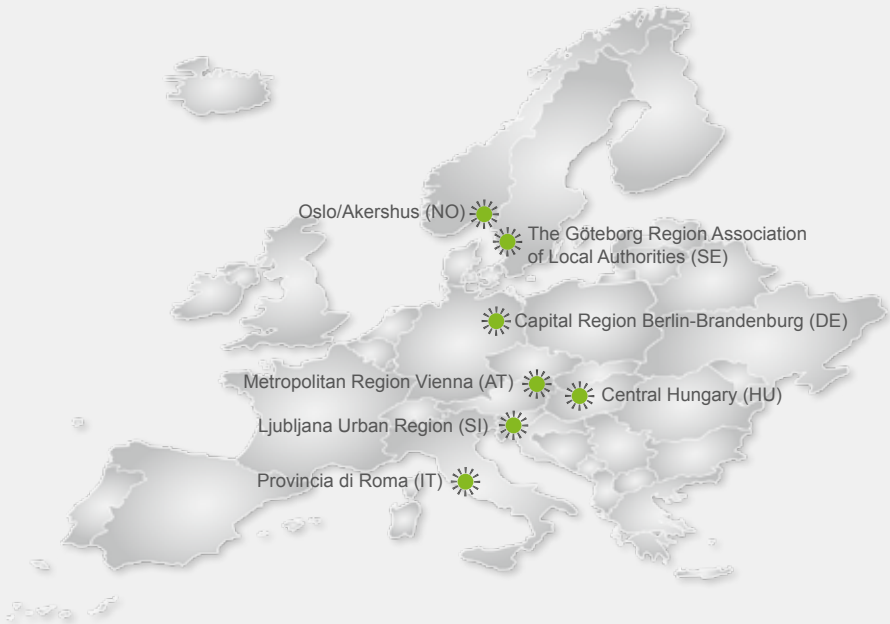 Oslo/Akershus (NO)
The Göteborg Region Association
of Local Authorities (SE)
Capital Region Berlin-Brandenburg (DE)
Metropolitan Region Vienna (AT)
Central Hungary (HU)
Ljubljana Urban Region (SI)
Provincia di Roma (IT)